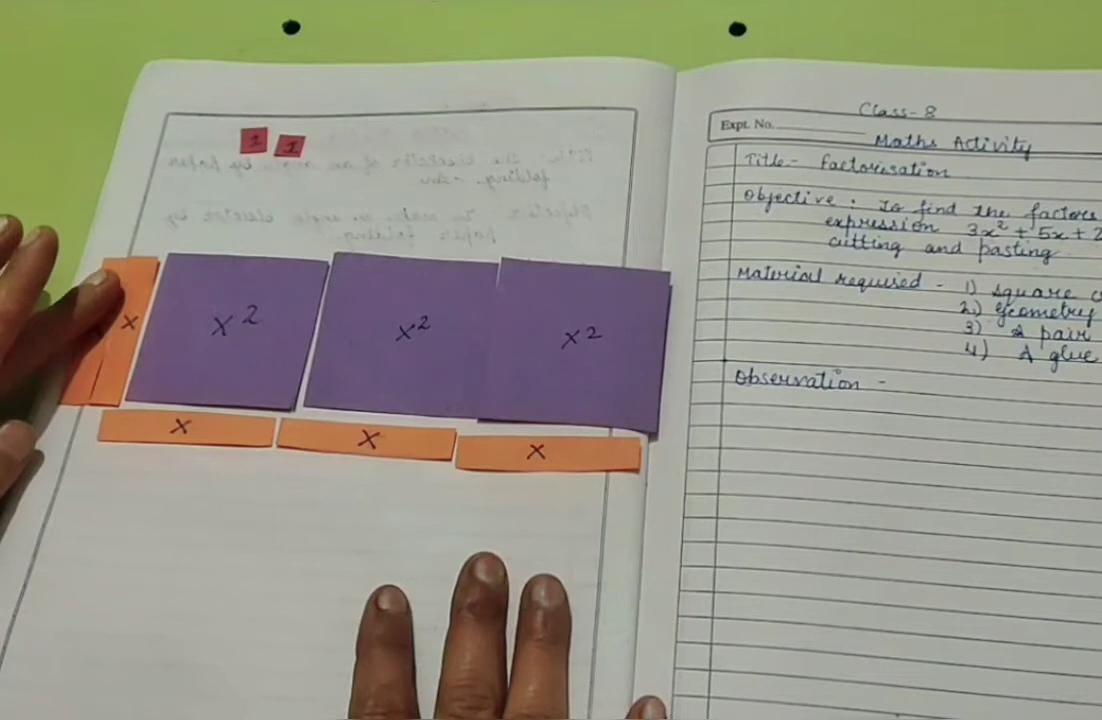 1 1
x x² x² x²
x x x
Class-8
Expt. No.
Maths Activity
Title:- Factorisation
Objective: To find the factors
expression 3x² + 5x + 2
cutting and pasting
Material required - 1) square
2) geometry
3) A pair
4) A glue
Observation -